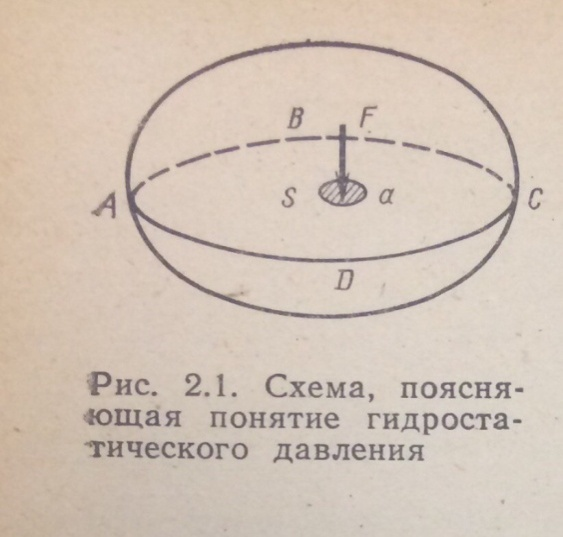 B F
A S a C
D
Рис. 2.1. Схема, поясня-
ющая понятие гидроста-
тического давления